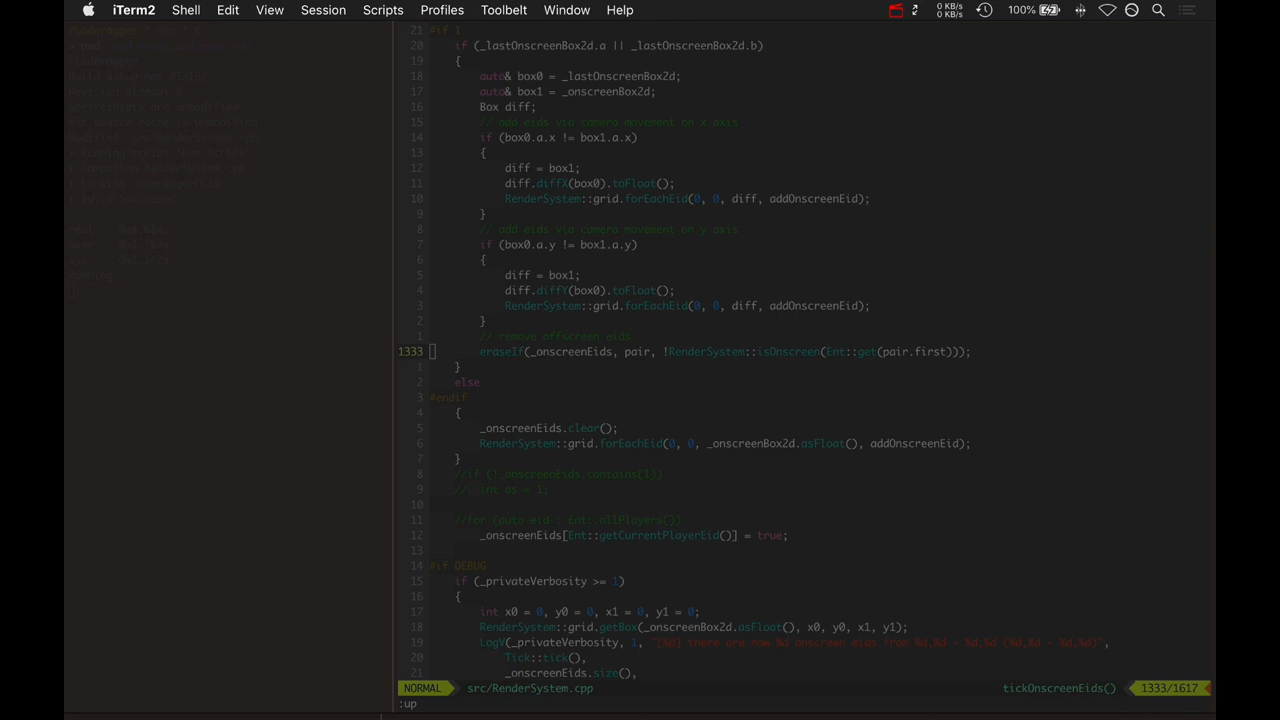 iTerm2 Shell Edit View Session Scripts Profiles Toolbelt Window Help 0 KB/s 0 KB/s 100%
21 #if 1
20 if (_lastOnscreenBox2d.a || _lastOnscreenBox2d.b)
19 {
18 auto& box0 = _lastOnscreenBox2d;
17 auto& box1 = _onscreenBox2d;
16 Box diff;
15 // add eids via camera movement on x axis
14 if (box0.a.x != box1.a.x)
13 {
12 diff = box1;
11 diff.diffX(box0).toFloat();
10 RenderSystem::grid.forEachEid(0, 0, diff, addOnscreenEid);
9 }
8 // add eids via camera movement on y axis
7 if (box0.a.y != box1.a.y)
6 {
5 diff = box1;
4 diff.diffY(box0).toFloat();
3 RenderSystem::grid.forEachEid(0, 0, diff, addOnscreenEid);
2 }
1 // remove offscreen eids
1333 eraseIf(_onscreenEids, pair, !RenderSystem::isOnscreen(Ent::get(pair.first)));
1 }
2 else
3 #endif
4 {
5 _onscreenEids.clear();
6 RenderSystem::grid.forEachEid(0, 0, _onscreenBox2d.asFloat(), addOnscreenEid);
7 }
8 //if (!_onscreenEids.contains(1))
9 // int as = 1;
10
11 //for (auto eid : Ent::allPlayers())
12 _onscreenEids[Ent::getCurrentPlayerEid()] = true;
13
14 #if DEBUG
15 if (_privateVerbosity >= 1)
16 {
17 int x0 = 0, y0 = 0, x1 = 0, y1 = 0;
18 RenderSystem::grid.getBox(_onscreenBox2d.asFloat(), x0, y0, x1, y1);
19 LogV(_privateVerbosity, 1, "[%d] there are now %d onscreen eids from %d,%d - %d,%d (%d,%d - %d,%d)",
20 Tick::tick(),
21 _onscreenEids.size(),
NORMAL src/RenderSystem.cpp tickOnscreenEids() 1333/1617
:up